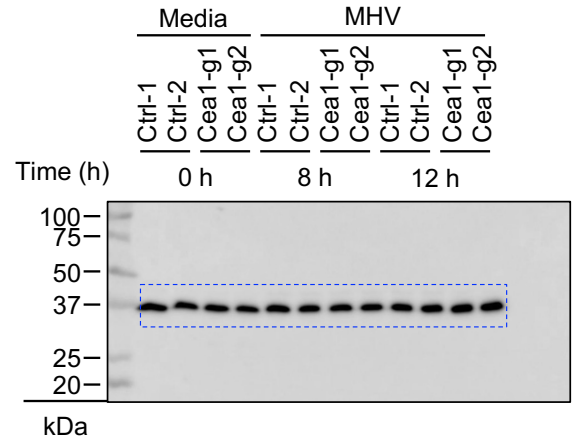 Media MHV
Ctrl-1 Ctrl-2 Cea1-g1 Cea1-g2 Ctrl-1 Ctrl-2 Cea1-g1 Cea1-g2 Ctrl-1 Ctrl-2 Cea1-g1 Cea1-g2
Time (h) 0 h 8 h 12 h
100
75
50
37
25
20
kDa